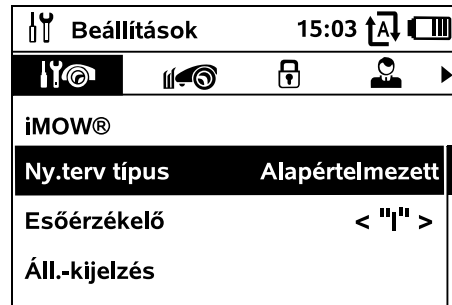 Beállítások 15:03 A
iMOW®
Ny.terv típus Alapértelmezett
Esőérzékelő < "|" >
Áll.-kijelzés